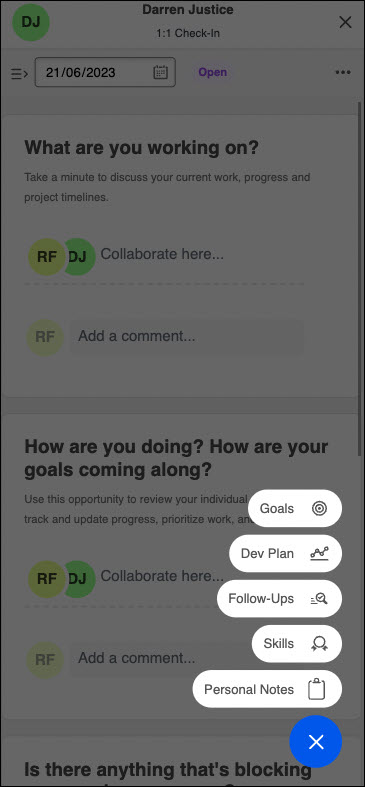 DJ
Darren Justice
1:1 Check-In
21/06/2023
Open
What are you working on?
Take a minute to discuss your current work, progress and
project timelines.
RF DJ Collaborate here...
RF Add a comment...
How are you doing? How are your
goals coming along?
Use this opportunity to review your individual
track and update progress, prioritize work,
RF DJ Collaborate here...
RF Add a comment...
Goals
Dev Plan
Follow-Ups
Skills
Personal Notes
Is there anything that's blocking